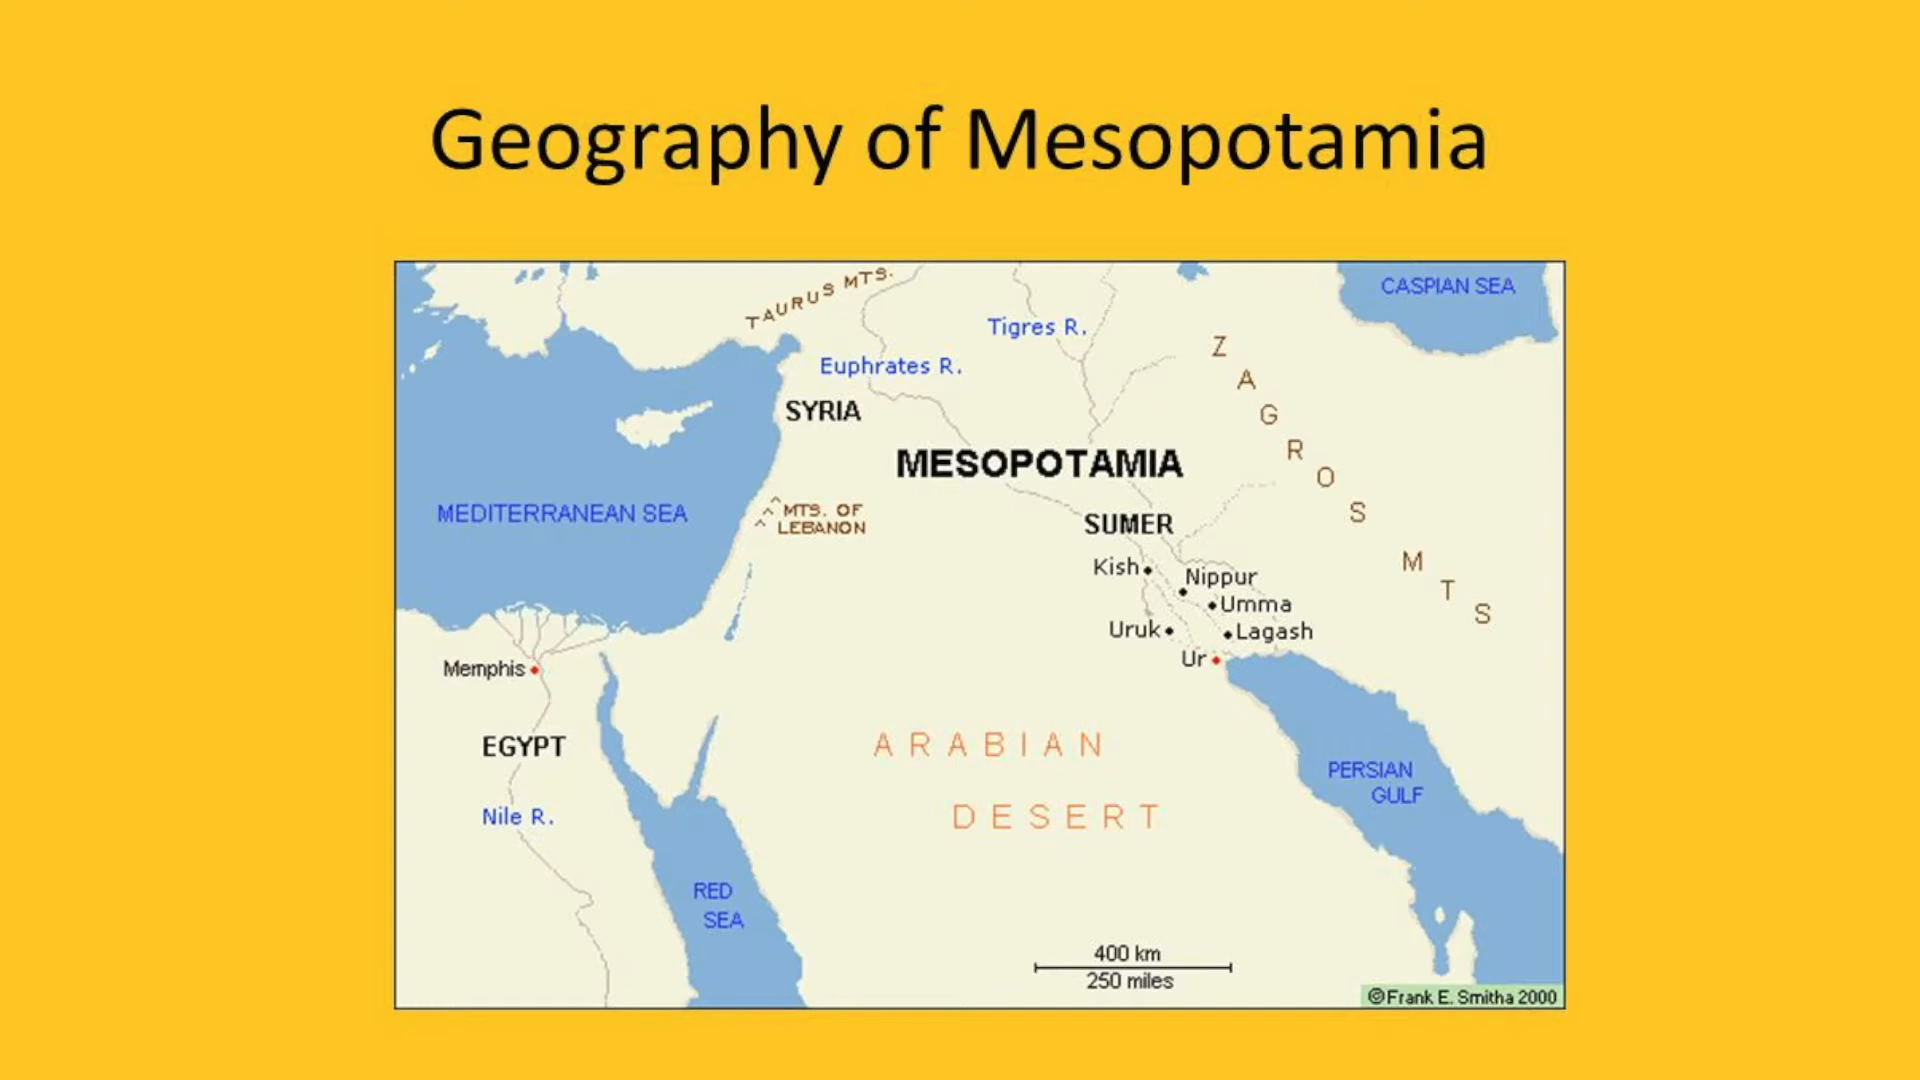 Geography of Mesopotamia
TAURUS MTS.
CASPIAN SEA
Tigres R.
Euphrates R.
ZAGROS MTS
SYRIA
MESOPOTAMIA
MEDITERRANEAN SEA
MTS. OF
LEBANON
SUMER
Kish
Nippur
Umma
Uruk
Lagash
Ur
Memphis
EGYPT
ARABIAN
DESERT
PERSIAN
GULF
Nile R.
RED
SEA
400 km
250 miles
©Frank E. Smitha 2000